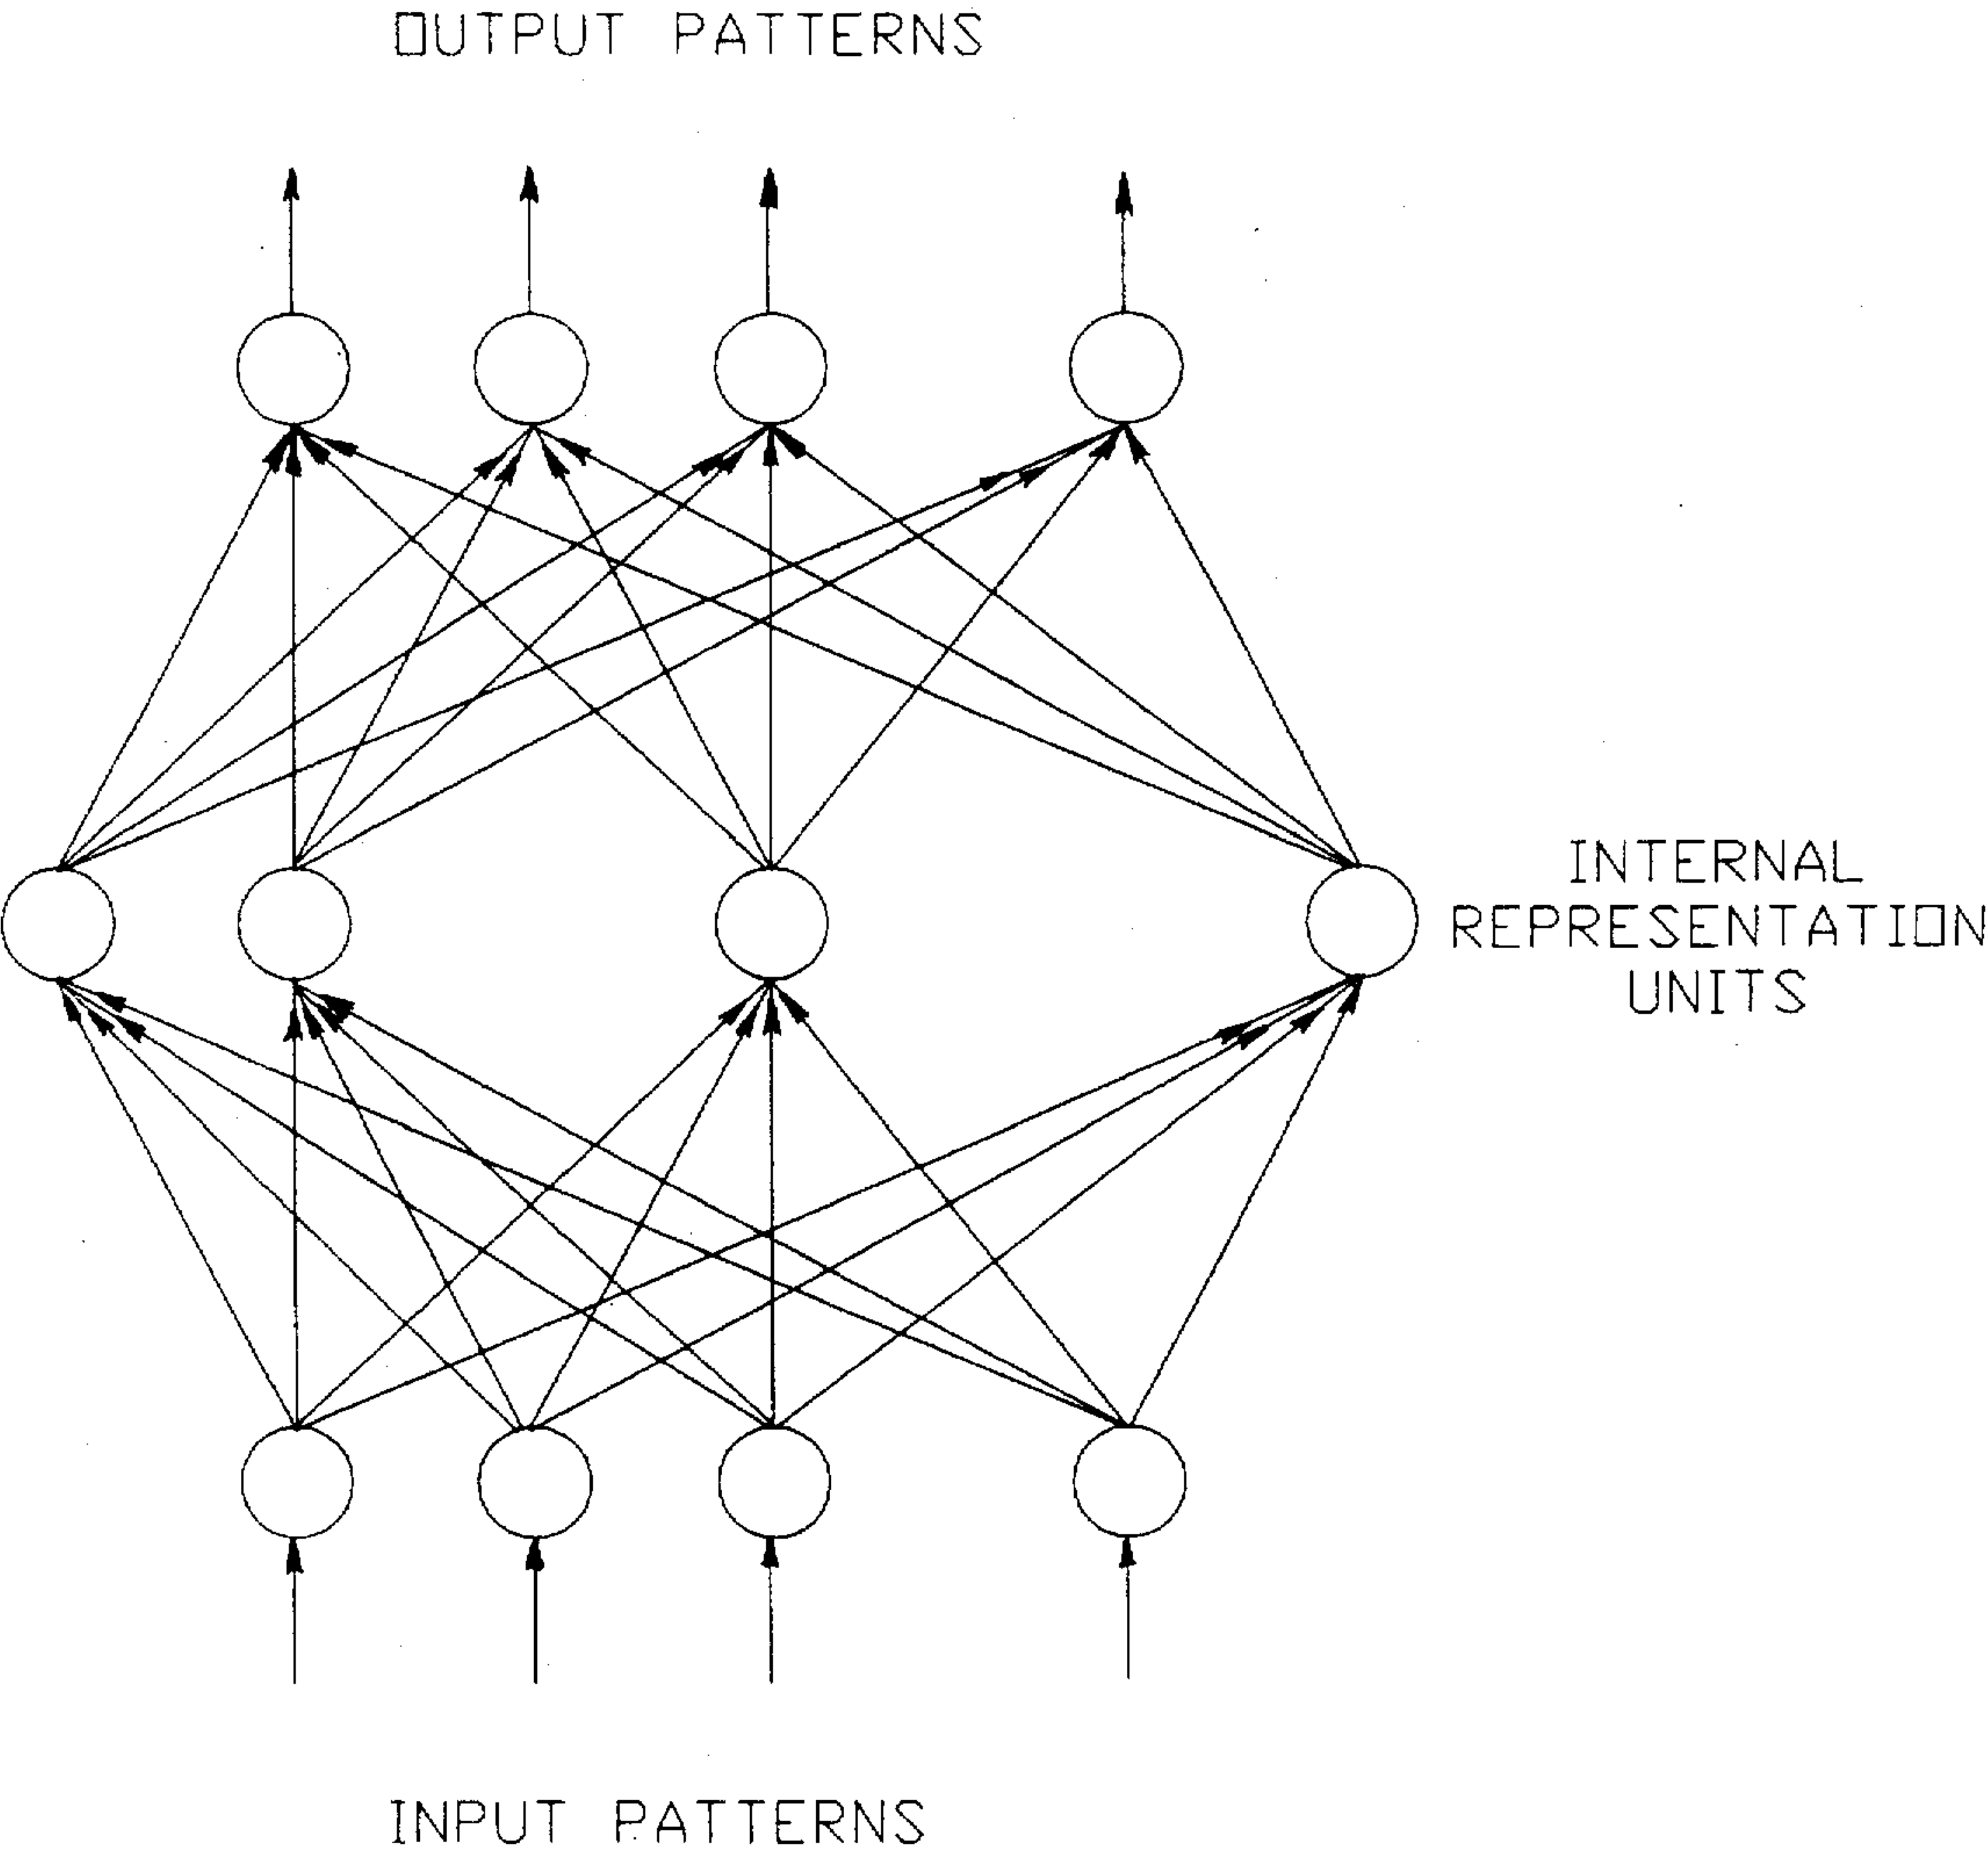 OUTPUT PATTERNS
INTERNAL
REPRESENTATION
UNITS
INPUT PATTERNS